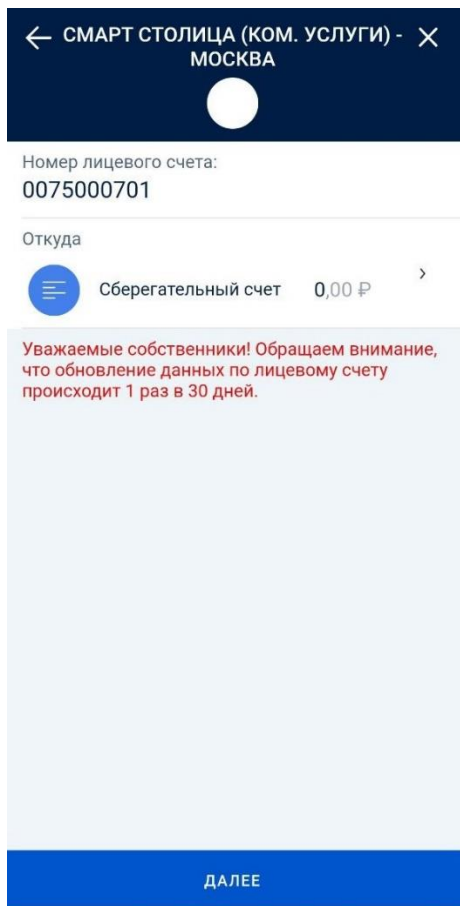 СМАРТ СТОЛИЦА (КОМ. УСЛУГИ) -
МОСКВА
Номер лицевого счета:
0075000701
Откуда
Сберегательный счет 0,00 ₽
Уважаемые собственники! Обращаем внимание,
что обновление данных по лицевому счету
происходит 1 раз в 30 дней.
ДАЛЕЕ